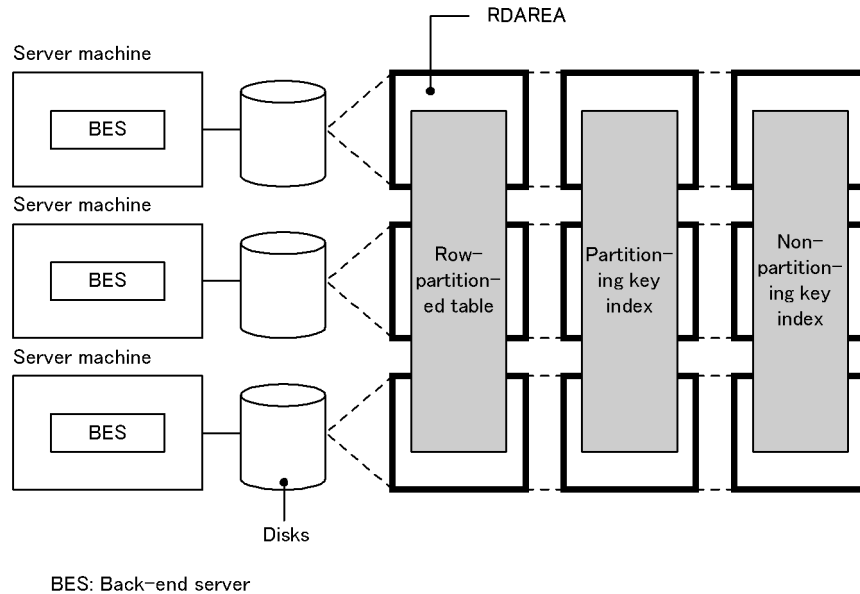 RDAREA
Server machine
BES
Server machine
BES
Row-
partition-
ed table
Partition-
ing key
index
Non-
partition-
ing key
index
Server machine
BES
Disks
BES: Back-end server